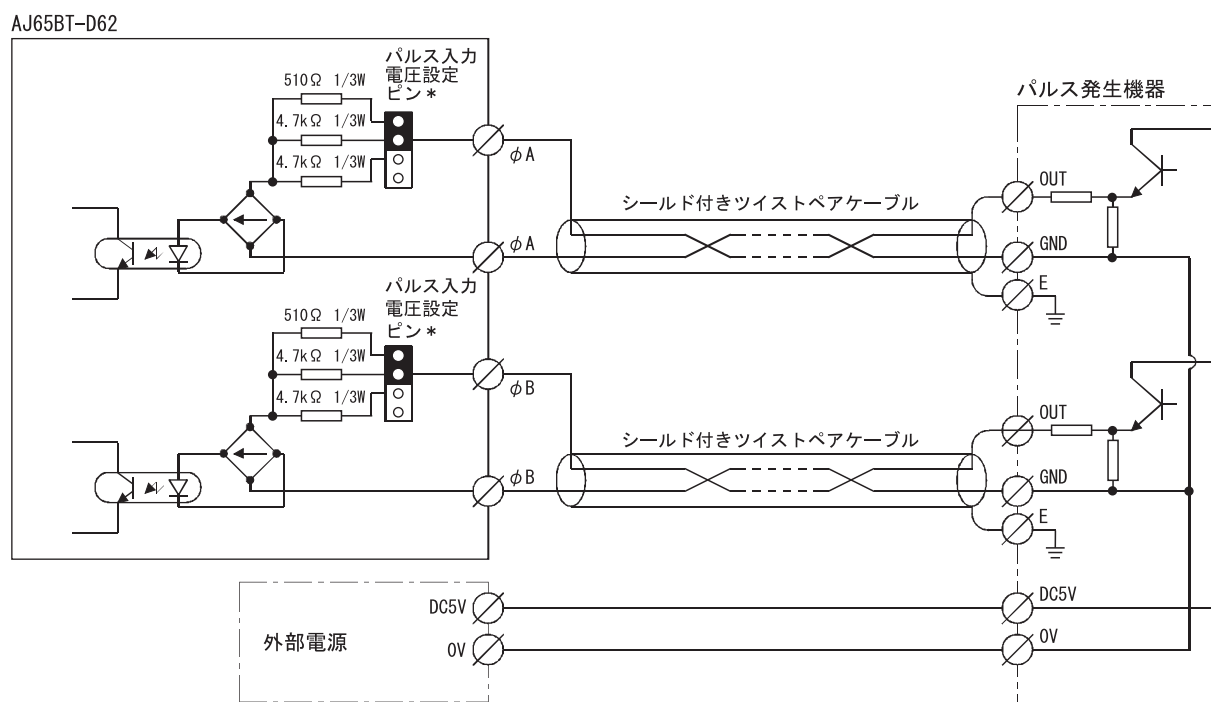 AJ65BT-D62
パルス入力
電圧設定
ピン*
510Ω 1/3W
4.7kΩ 1/3W
4.7kΩ 1/3W
φA
φA
シールド付きツイストペアケーブル
パルス発生機器
OUT
GND
E
パルス入力
電圧設定
ピン*
510Ω 1/3W
4.7kΩ 1/3W
4.7kΩ 1/3W
φB
φB
シールド付きツイストペアケーブル
OUT
GND
E
外部電源
DC5V
0V
DC5V
0V